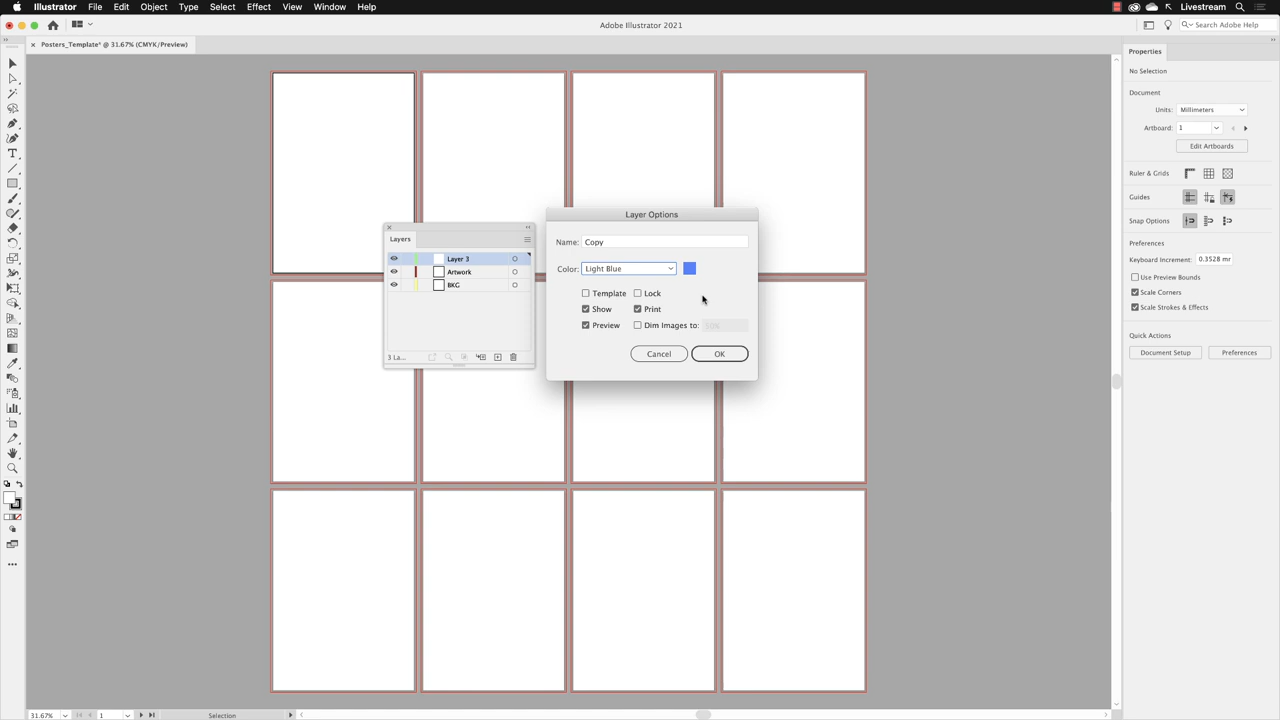 Illustrator File Edit Object Type Select Effect View Window Help Livestream
Adobe Illustrator 2021
Search Adobe Help
Posters_Template* @ 31.67% (CMYK/Preview)
Properties
No Selection
Document
Units: Millimeters
Artboard: 1
Edit Artboards
Ruler & Grids
Guides
Snap Options
Preferences
Keyboard Increment: 0.3528 mr
Use Preview Bounds
Scale Corners
Scale Strokes & Effects
Quick Actions
Document Setup Preferences
Layers
Layer 3
Artwork
BKG
3 La...
Layer Options
Name: Copy
Color: Light Blue
Template Lock
Show Print
Preview Dim Images to: 50%
Cancel OK
31.67% 1 Selection